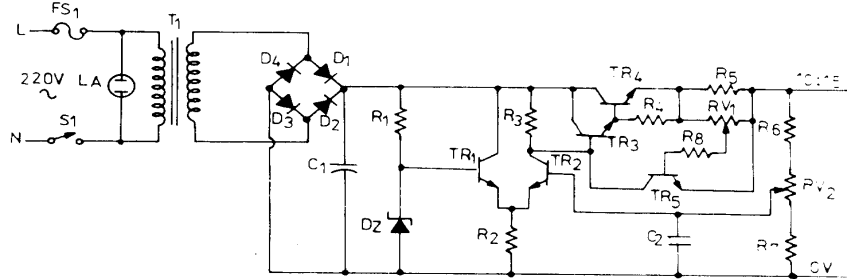 FS1
T1
L
220V
LA
N
S1
D4
D1
D3
D2
C1
R1
DZ
TR1
R3
TR2
R2
TR4
R4
TR3
R5
RV1
R8
TR5
C2
R6
RV2
0V